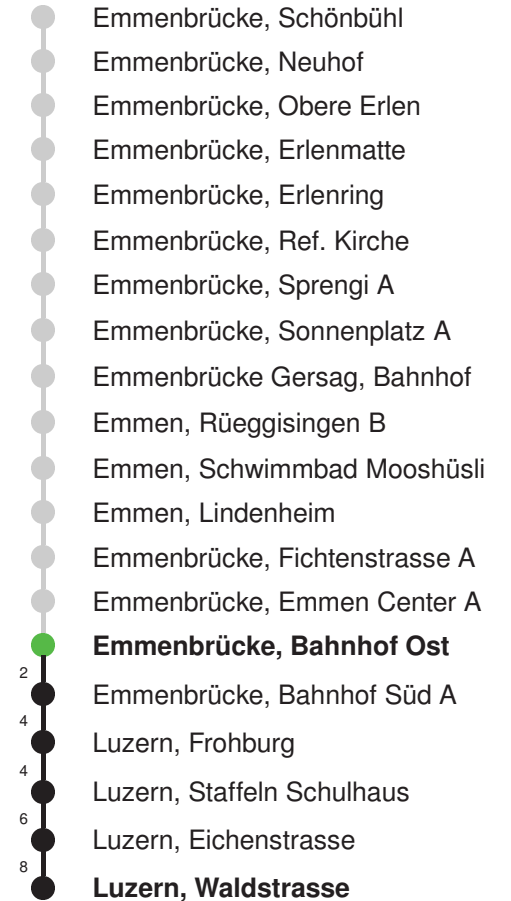 Emmenbrücke, Schönbühl
Emmenbrücke, Neuhof
Emmenbrücke, Obere Erlen
Emmenbrücke, Erlenmatte
Emmenbrücke, Erlenring
Emmenbrücke, Ref. Kirche
Emmenbrücke, Sprengi A
Emmenbrücke, Sonnenplatz A
Emmenbrücke Gersag, Bahnhof
Emmen, Rüeggisingen B
Emmen, Schwimmbad Mooshüsli
Emmen, Lindenheim
Emmenbrücke, Fichtenstrasse A
Emmenbrücke, Emmen Center A
Emmenbrücke, Bahnhof Ost
2 Emmenbrücke, Bahnhof Süd A
4 Luzern, Frohburg
4 Luzern, Staffeln Schulhaus
6 Luzern, Eichenstrasse
8 Luzern, Waldstrasse